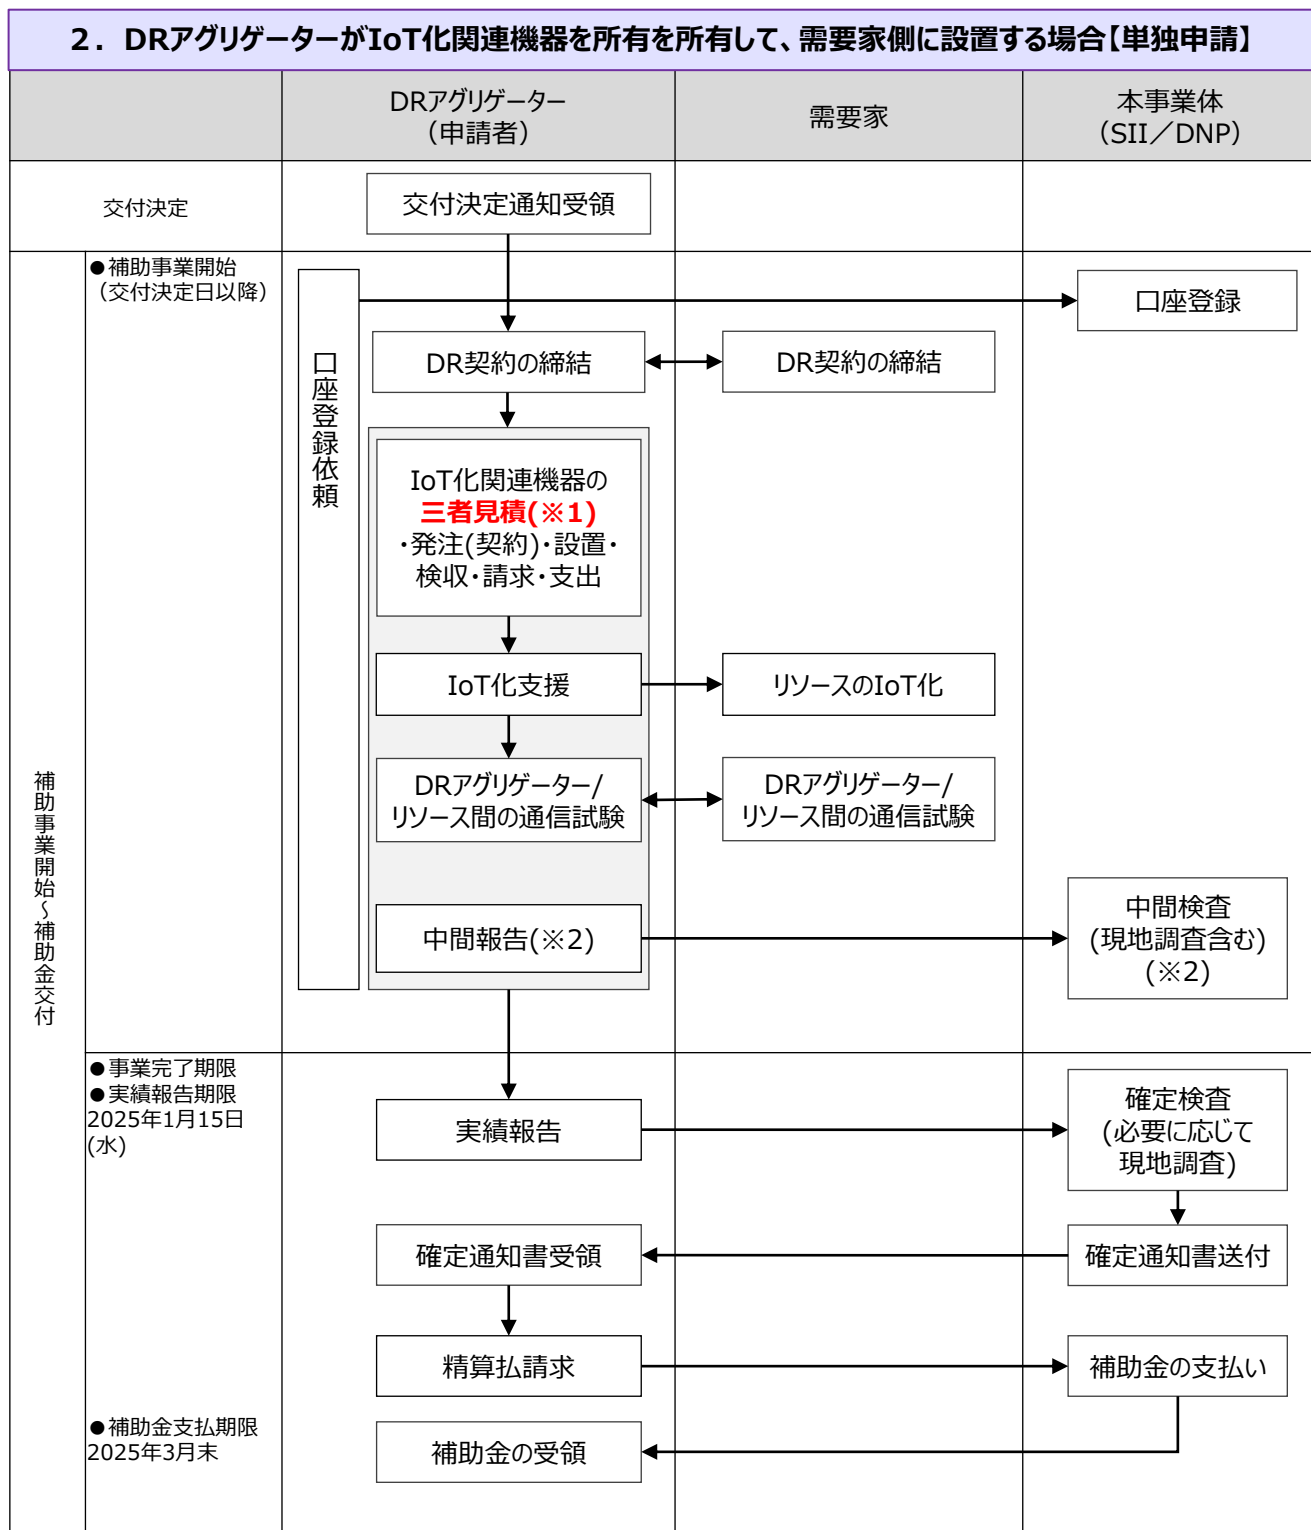 2．DRアグリゲーターがIoT化関連機器を所有を所有して、需要家側に設置する場合【単独申請】
DRアグリゲーター
（申請者）
需要家
本事業体
（SII／DNP）
交付決定
交付決定通知受領
補助事業開始～補助金交付
●補助事業開始
（交付決定日以降）
口座登録依頼
口座登録
DR契約の締結
DR契約の締結
IoT化関連機器の
三者見積(※1)
・発注(契約)・設置・
検収・請求・支出
IoT化支援
リソースのIoT化
DRアグリゲーター/
リソース間の通信試験
DRアグリゲーター/
リソース間の通信試験
中間報告(※2)
中間検査
(現地調査含む)
(※2)
●事業完了期限
●実績報告期限
2025年1月15日
(水)
実績報告
確定検査
(必要に応じて
現地調査)
確定通知書受領
確定通知書送付
精算払請求
補助金の支払い
●補助金支払期限
2025年3月末
補助金の受領